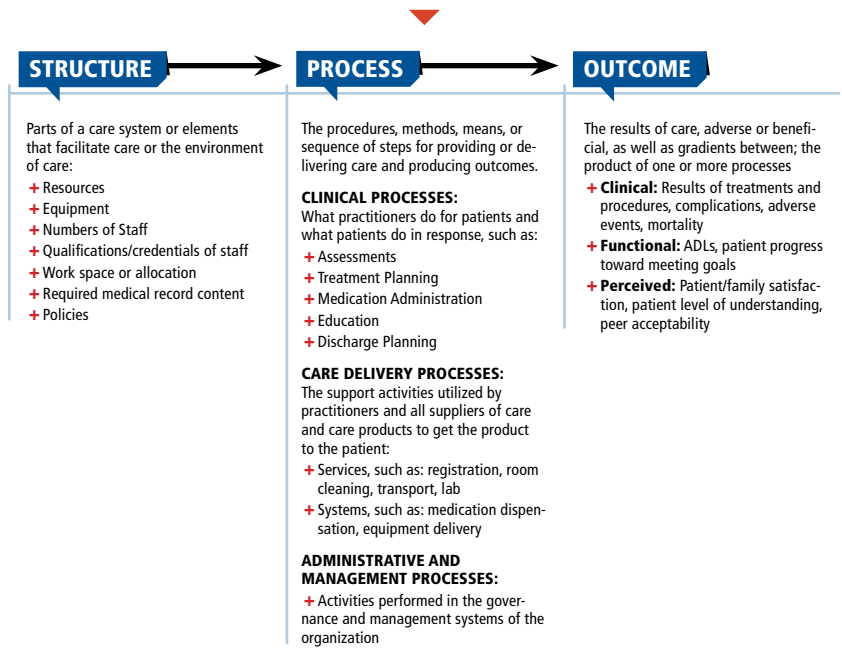 STRUCTURE
Parts of a care system or elements
that facilitate care or the environment
of care:
+ Resources
+ Equipment
+ Numbers of Staff
+ Qualifications/credentials of staff
+ Work space or allocation
+ Required medical record content
+ Policies
PROCESS
The procedures, methods, means, or
sequence of steps for providing or de-
livering care and producing outcomes.
CLINICAL PROCESSES:
What practitioners do for patients and
what patients do in response, such as:
+ Assessments
+ Treatment Planning
+ Medication Administration
+ Education
+ Discharge Planning
CARE DELIVERY PROCESSES:
The support activities utilized by
practitioners and all suppliers of care
and care products to get the product
to the patient:
+ Services, such as: registration, room
cleaning, transport, lab
+ Systems, such as: medication dispen-
sation, equipment delivery
ADMINISTRATIVE AND
MANAGEMENT PROCESSES:
+ Activities performed in the gover-
nance and management systems of the
organization
OUTCOME
The results of care, adverse or benefi-
cial, as well as gradients between; the
product of one or more processes
+ Clinical: Results of treatments and
procedures, complications, adverse
events, mortality
+ Functional: ADLs, patient progress
toward meeting goals
+ Perceived: Patient/family satisfac-
tion, patient level of understanding,
peer acceptability